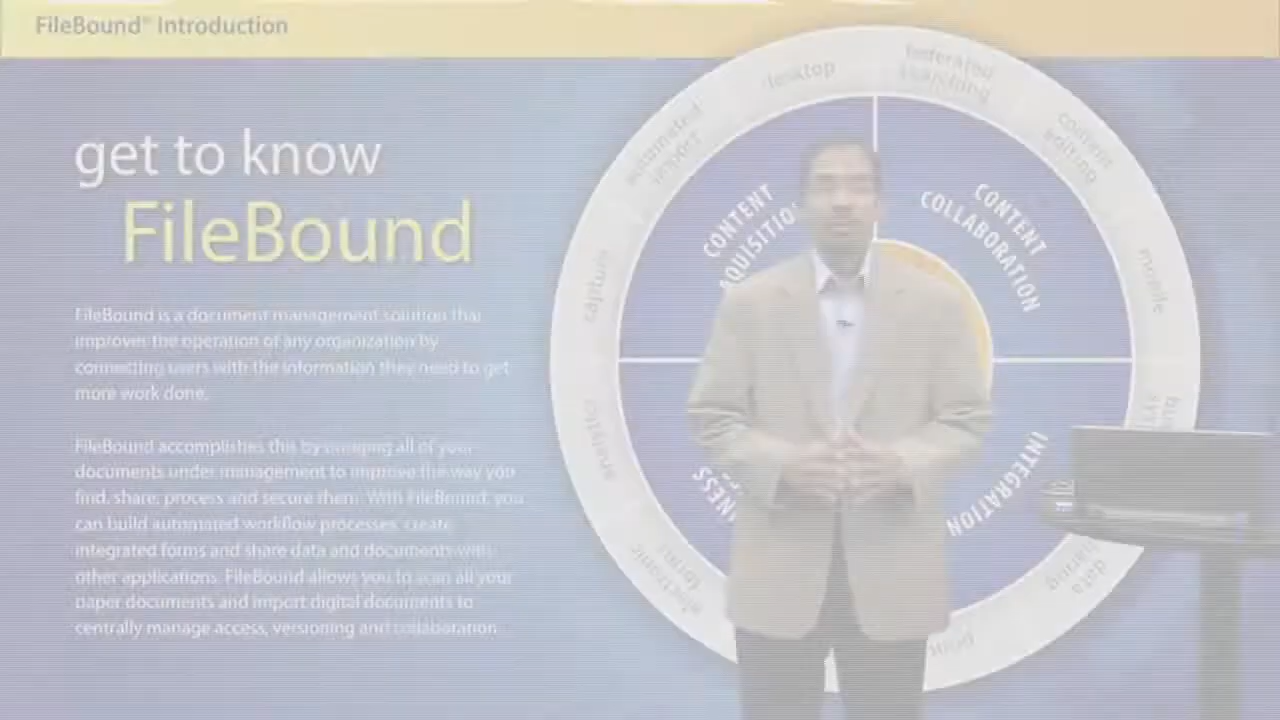 FileBound® Introduction
get to know
FileBound
FileBound is a document management solution that
improves the operation of any organization by
connecting users with the information they need to get
more work done.
FileBound accomplishes this by bringing all of your
documents under management to improve the way you
find, share, process and secure them. With FileBound, you
can build automated workflow processes, create
integrated forms and share data and documents with
other applications. FileBound allows you to scan all your
paper documents and import digital documents to
centrally manage access, versioning and collaboration.
desktop
federated
searching
automated
import
content
editing
CONTENT
CONTENT
COLLABORATION
capture
mobile
analytics
INTEGRATION
electronic
forms
data
sharing